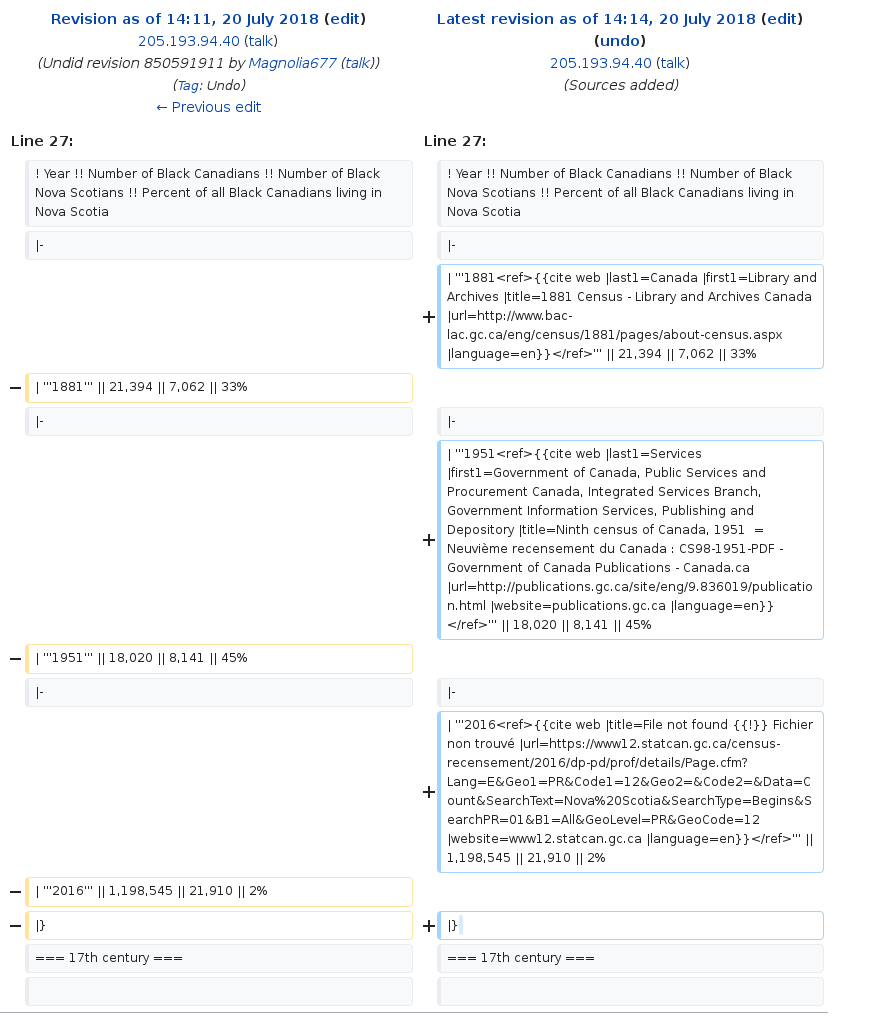 Revision as of 14:11, 20 July 2018 (edit)
205.193.94.40 (talk)
(Undid revision 850591911 by Magnolia677 (talk))
(Tag: Undo)
← Previous edit
Latest revision as of 14:14, 20 July 2018 (edit)
(undo)
205.193.94.40 (talk)
(Sources added)
Line 27:
Line 27:
! Year !! Number of Black Canadians !! Number of Black
Nova Scotians !! Percent of all Black Canadians living in
Nova Scotia
! Year !! Number of Black Canadians !! Number of Black
Nova Scotians !! Percent of all Black Canadians living in
Nova Scotia
|-
|-
+
| '''1881<ref>{{cite web |last1=Canada |first1=Library and
Archives |title=1881 Census - Library and Archives Canada
|url=http://www.bac-
lac.gc.ca/eng/census/1881/pages/about-census.aspx
|language=en}}</ref>''' || 21,394 || 7,062 || 33%
−
| '''1881''' || 21,394 || 7,062 || 33%
|-
|-
+
| '''1951<ref>{{cite web |last1=Services
|first1=Government of Canada, Public Services and
Procurement Canada, Integrated Services Branch,
Government Information Services, Publishing and
Depository |title=Ninth census of Canada, 1951  =
Neuvième recensement du Canada : CS98-1951-PDF -
Government of Canada Publications - Canada.ca
|url=http://publications.gc.ca/site/eng/9.836019/publicatio
n.html |website=publications.gc.ca |language=en}}
</ref>''' || 18,020 || 8,141 || 45%
−
| '''1951''' || 18,020 || 8,141 || 45%
|-
|-
+
| '''2016<ref>{{cite web |title=File not found {{!}} Fichier
non trouvé |url=https://www12.statcan.gc.ca/census-
recensement/2016/dp-pd/prof/details/Page.cfm?
Lang=E&Geo1=PR&Code1=12&Geo2=&Code2=&Data=C
ount&SearchText=Nova%20Scotia&SearchType=Begins&S
earchPR=01&B1=All&GeoLevel=PR&GeoCode=12
|website=www12.statcan.gc.ca |language=en}}</ref>''' ||
1,198,545 || 21,910 || 2%
−
| '''2016''' || 1,198,545 || 21,910 || 2%
−
|}
+
|}
=== 17th century ===
=== 17th century ===